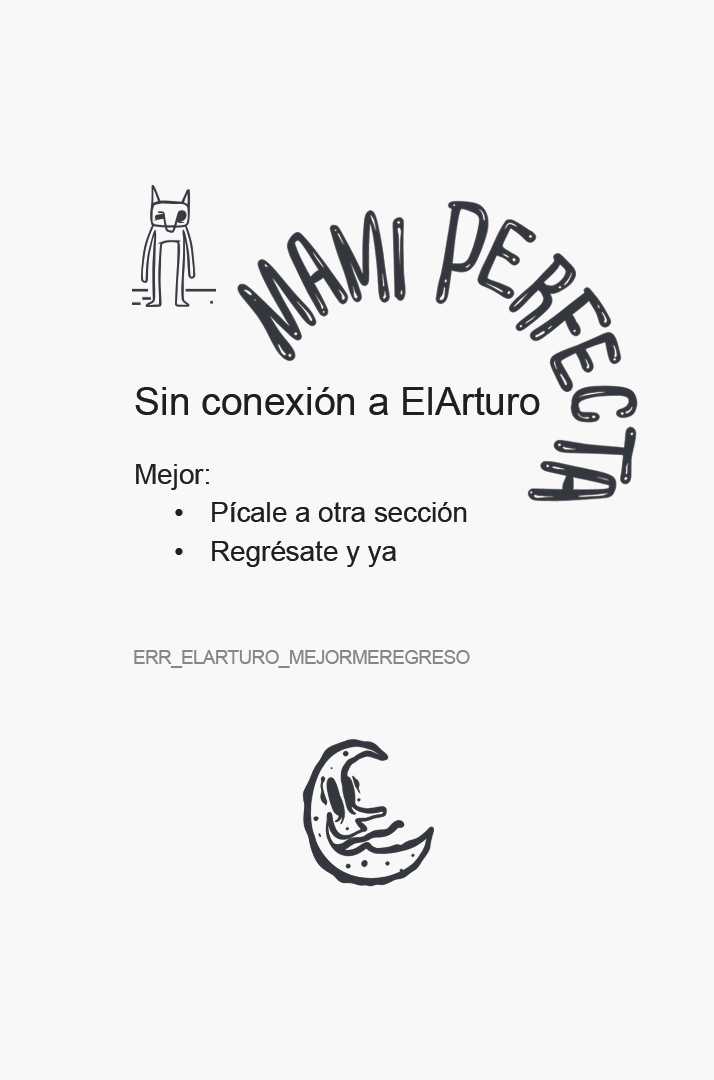 MAMI PERFECTA
Sin conexión a ElArturo
Mejor:
• Pícale a otra sección
• Regrésate y ya
ERR_ELARTURO_MEJORMEREGRESO